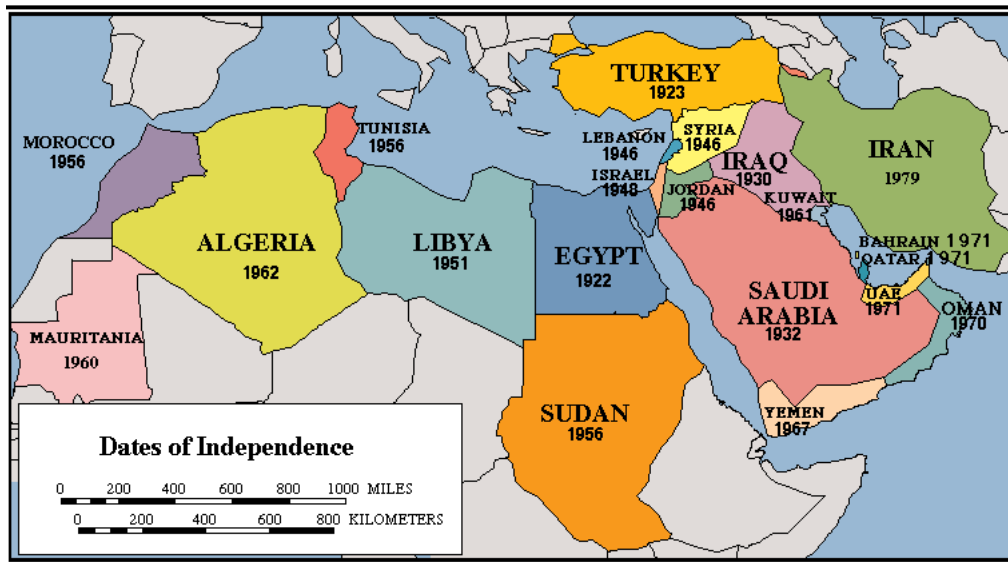 TURKEY
1923
MOROCCO
1956
TUNISIA
1956
LEBANON
1946
SYRIA
1946
IRAQ
1930
IRAN
1979
ISRAEL
1948
JORDAN
1946
KUWAIT
1961
ALGERIA
1962
LIBYA
1951
EGYPT
1922
BAHRAIN 1971
QATAR 1971
UAE
1971
OMAN
1970
SAUDI
ARABIA
1932
MAURITANIA
1960
SUDAN
1956
YEMEN
1967
Dates of Independence
0 200 400 600 800 1000 MILES
0 200 400 600 800 KILOMETERS